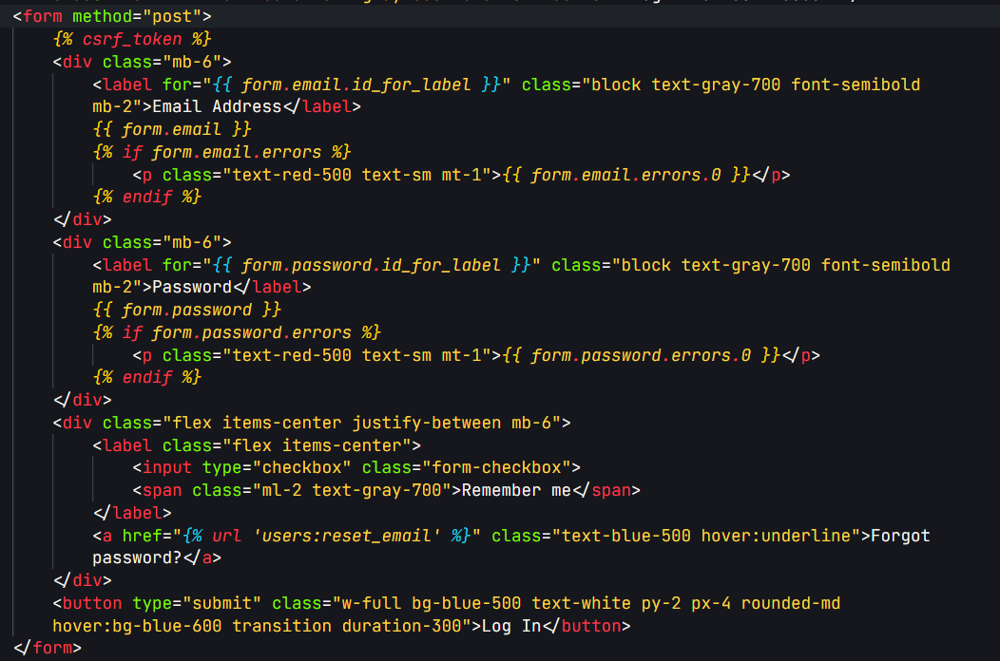 <form method="post">
{% csrf_token %}
<div class="mb-6">
<label for="{{ form.email.id_for_label }}" class="block text-gray-700 font-semibold
mb-2">Email Address</label>
{{ form.email }}
{% if form.email.errors %}
<p class="text-red-500 text-sm mt-1">{{ form.email.errors.0 }}</p>
{% endif %}
</div>
<div class="mb-6">
<label for="{{ form.password.id_for_label }}" class="block text-gray-700 font-semibold
mb-2">Password</label>
{{ form.password }}
{% if form.password.errors %}
<p class="text-red-500 text-sm mt-1">{{ form.password.errors.0 }}</p>
{% endif %}
</div>
<div class="flex items-center justify-between mb-6">
<label class="flex items-center">
<input type="checkbox" class="form-checkbox">
<span class="ml-2 text-gray-700">Remember me</span>
</label>
<a href="{% url 'users:reset_email' %}" class="text-blue-500 hover:underline">Forgot
password?</a>
</div>
<button type="submit" class="w-full bg-blue-500 text-white py-2 px-4 rounded-md
hover:bg-blue-600 transition duration-300">Log In</button>
</form>